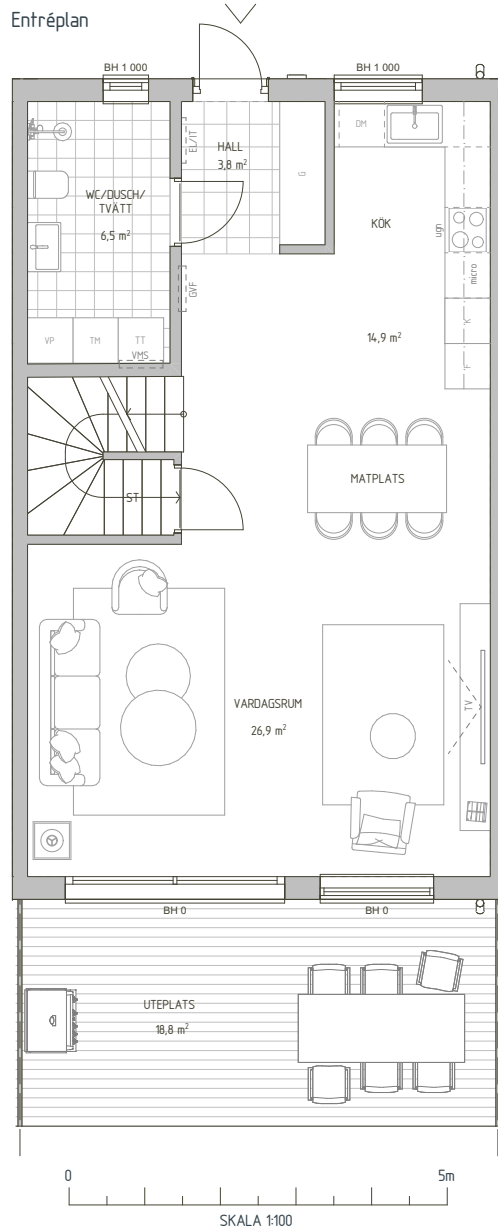 Entréplan
BH 1 000
BH 1 000
EL/IT
HALL
3,8 m²
G
DM
WC/DUSCH/
TVÄTT
6,5 m²
KÖK
ugn
micro
GVF
14,9 m²
K
F
VP
TM
TT
VMS
ST
MATPLATS
VARDAGSRUM
26,9 m²
TV
BH 0
BH 0
UTEPLATS
18,8 m²
0
5m
SKALA 1:100